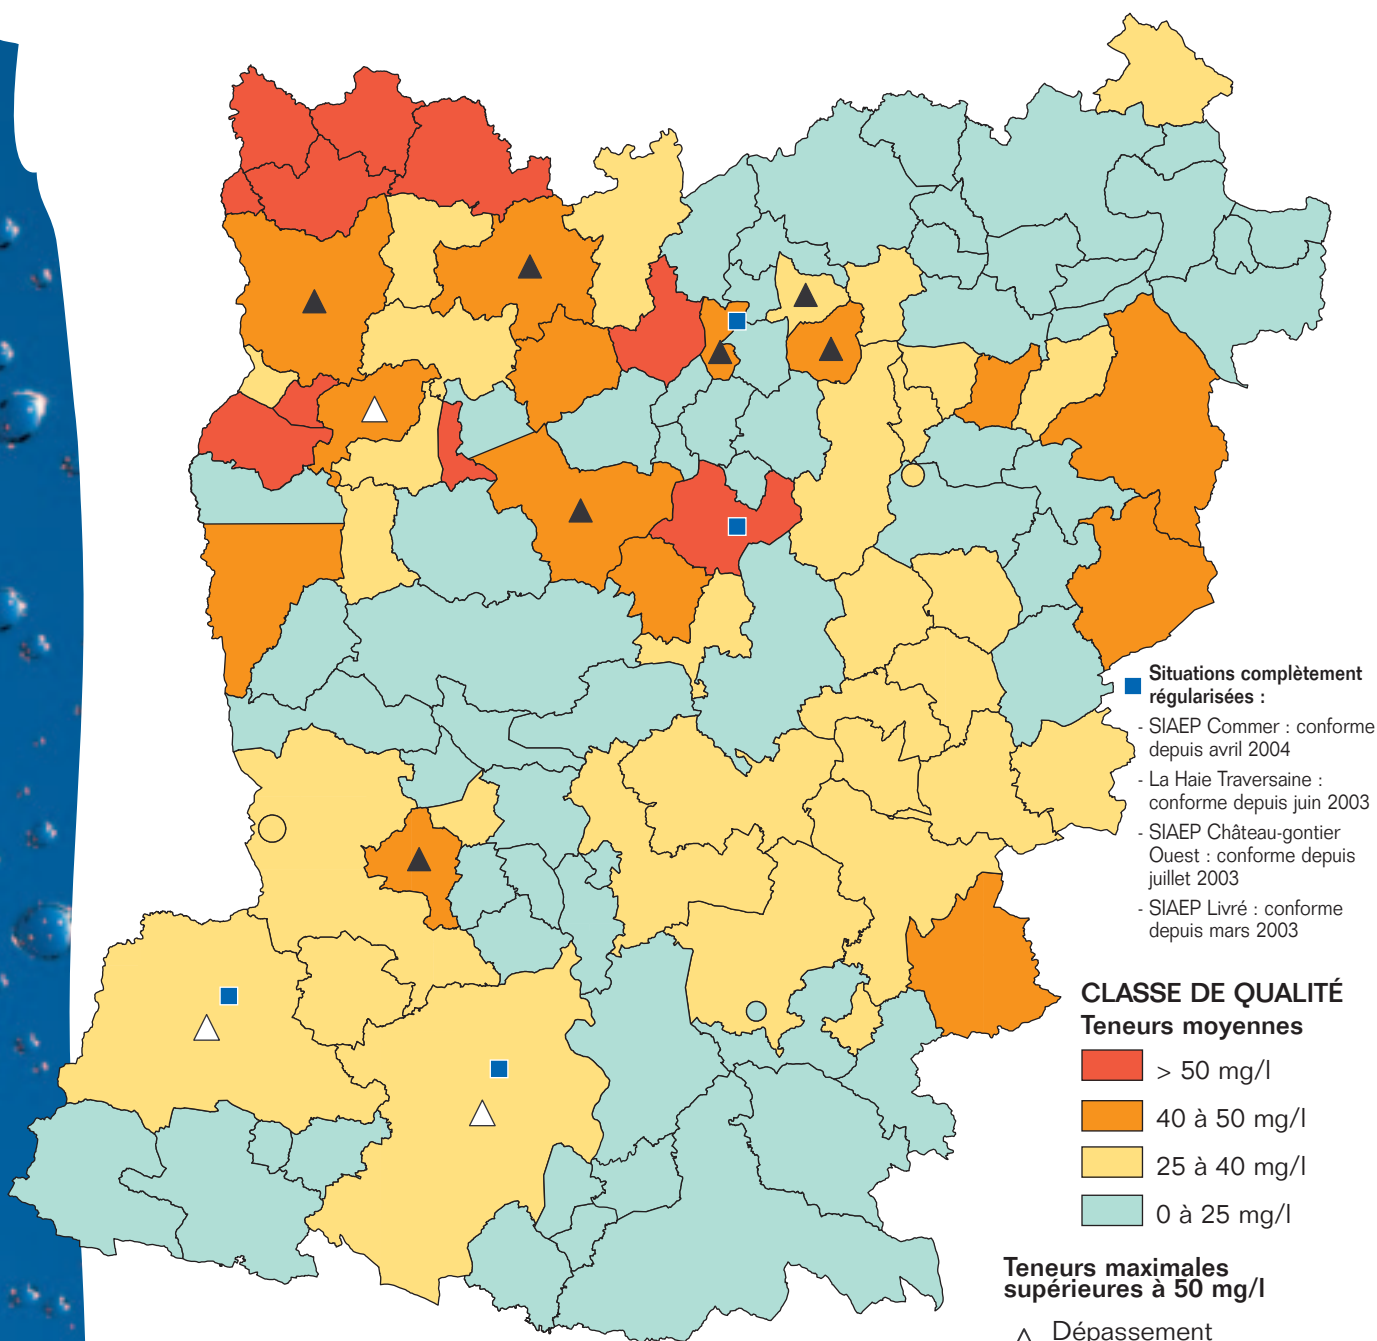 Situations complètement
régularisées :
- SIAEP Commer : conforme
depuis avril 2004
- La Haie Traversaine :
conforme depuis juin 2003
- SIAEP Château-gontier
Ouest : conforme depuis
juillet 2003
- SIAEP Livré : conforme
depuis mars 2003
CLASSE DE QUALITÉ
Teneurs moyennes
> 50 mg/l
40 à 50 mg/l
25 à 40 mg/l
0 à 25 mg/l
Teneurs maximales
supérieures à 50 mg/l
Dépassement